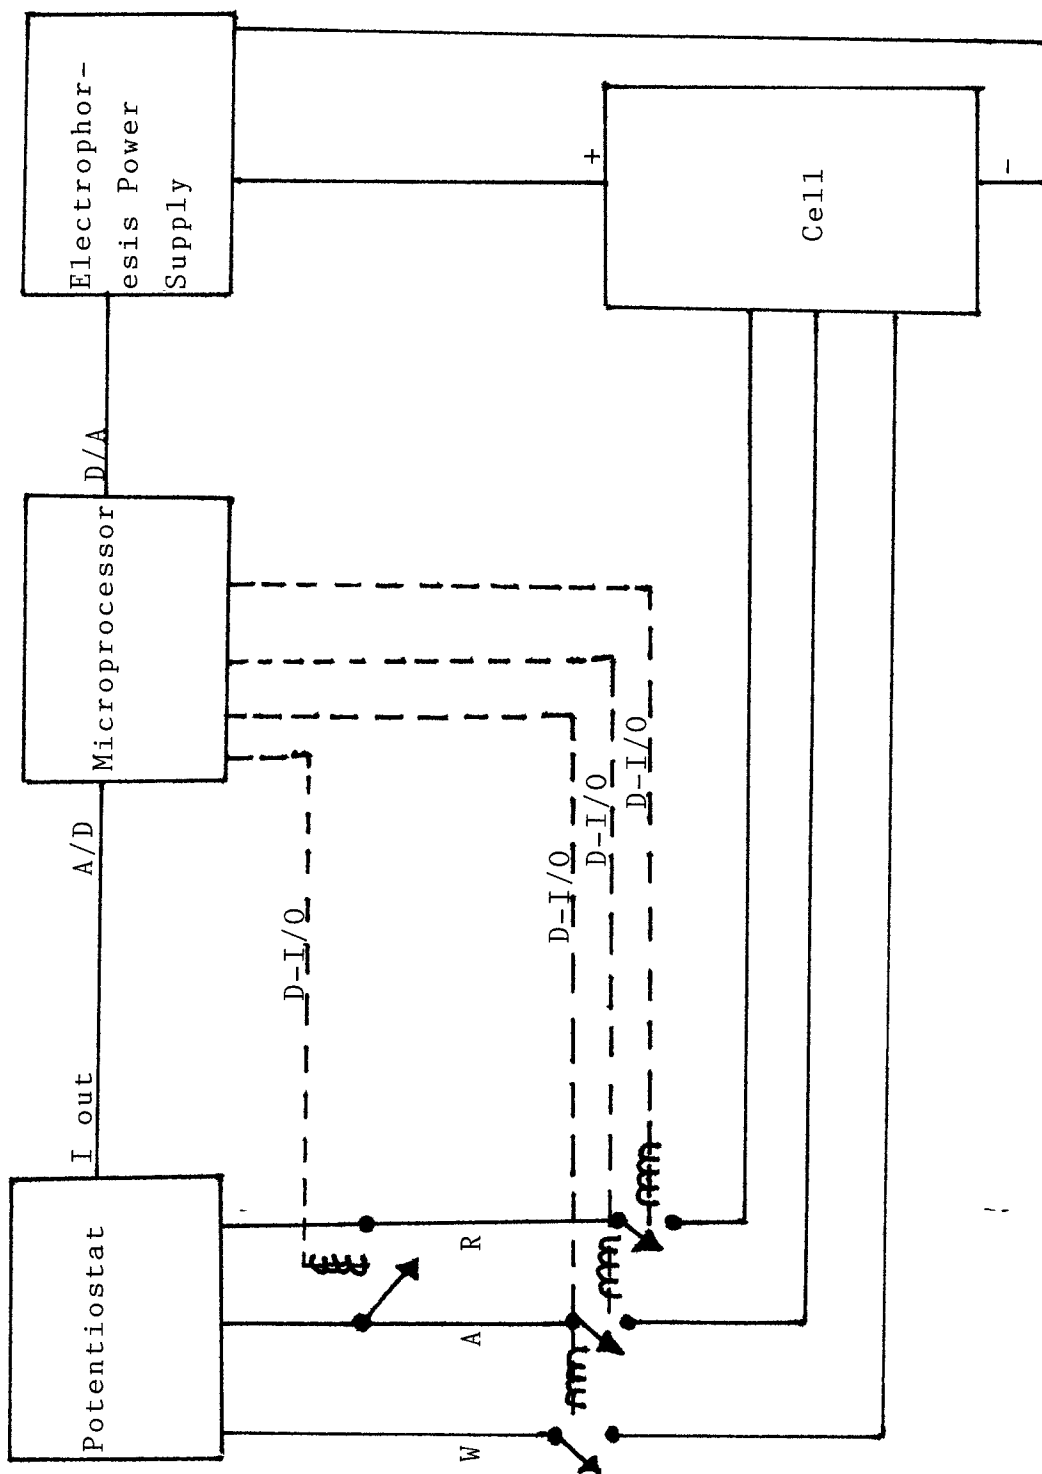 Electrophor-
esis Power
Supply
+
-
Cell
D/A
Microprocessor
A/D
D-I/O
D-I/O
D-I/O
D-I/O
I out
Potentiostat
R
A
W